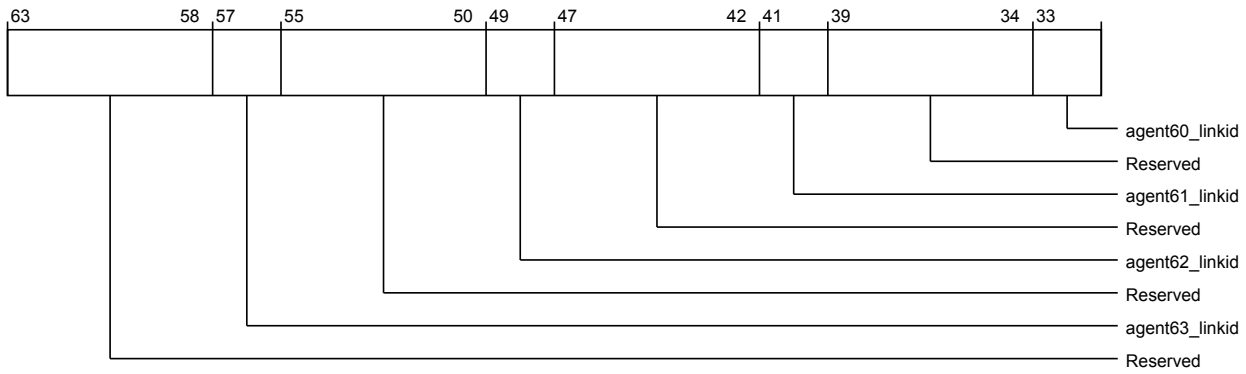 63 58 57 55 50 49 47 42 41 39 34 33
agent60_linkid
Reserved
agent61_linkid
Reserved
agent62_linkid
Reserved
agent63_linkid
Reserved